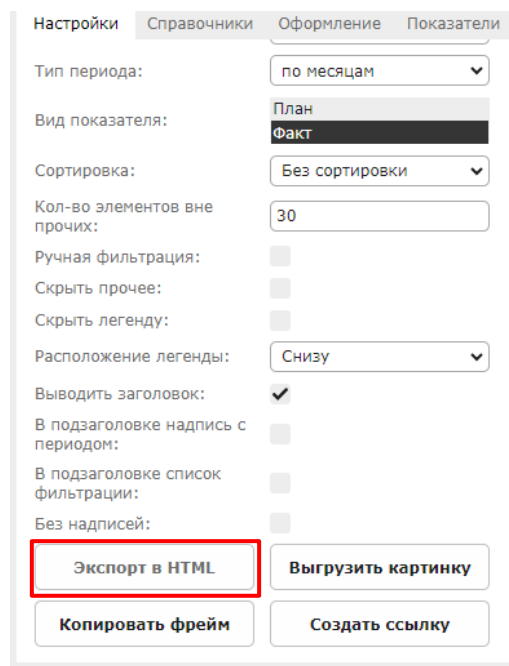 Настройки Справочники Оформление Показатели
Тип периода: по месяцам
Вид показателя: План
Факт
Сортировка: Без сортировки
Кол-во элементов вне
прочих: 30
Ручная фильтрация:
Скрыть прочее:
Скрыть легенду:
Расположение легенды: Снизу
Выводить заголовок:
В подзаголовке надпись с
периодом:
В подзаголовке список
фильтрации:
Без надписей:
Экспорт в HTML Выгрузить картинку
Копировать фрейм Создать ссылку